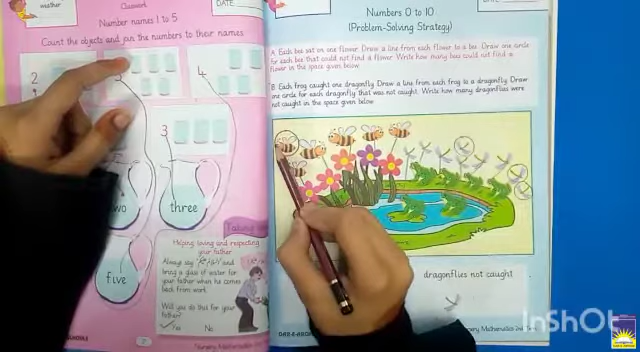 weather
Classwork
DATE
Number names 1 to 5
Count the objects and join the numbers to their names
2
3
4
3
two
three
five
Talking
Helping, loving and respecting
your father
Always say
and
bring a glass of water for
your father when he comes
back from work.
Will you do this for your
father?
Yes No
7
Nursery Mathematics
DATE
Numbers 0 to 10
(Problem-Solving Strategy)
A. Each bee sat on one flower. Draw a line from each flower to a bee. Draw one circle
for each bee that could not find a flower. Write how many bees could not find a
flower in the space given below.
B. Each frog caught one dragonfly. Draw a line from each frog to a dragonfly. Draw
one circle for each dragonfly that was not caught. Write how many dragonflies were
not caught in the space given below.
dragonflies not caught
Nursery Mathematics
InShOt